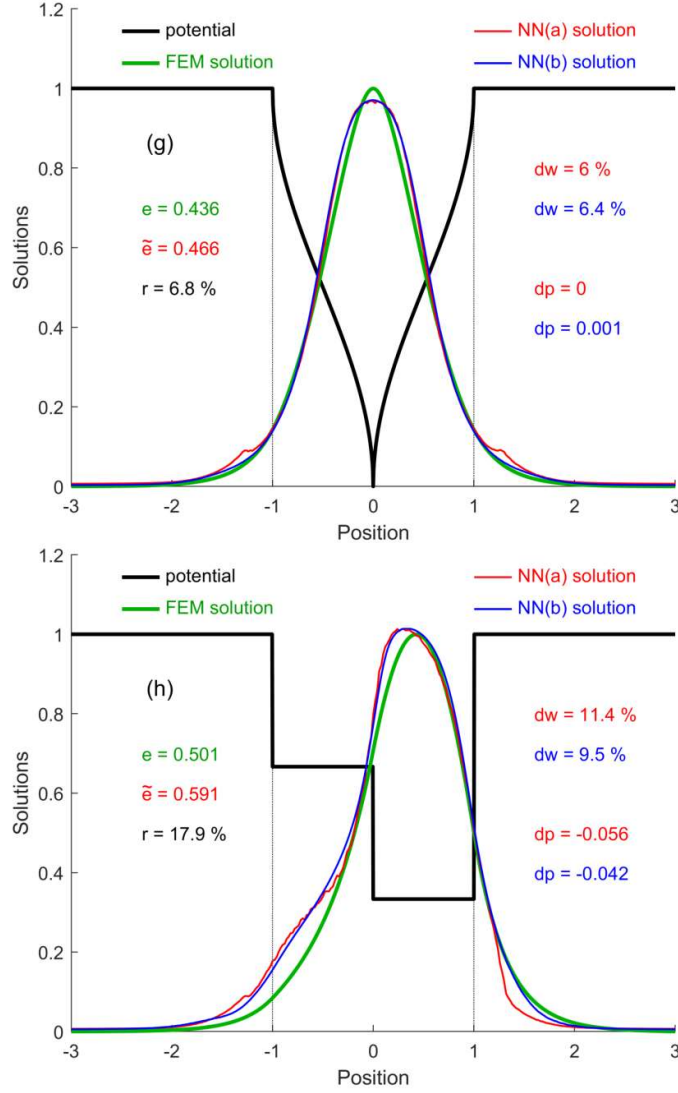 1.2
potential NN(a) solution
FEM solution NN(b) solution
1
(g)
dw = 6 %
0.8
e = 0.436 dw = 6.4 %
0.6
ẽ = 0.466
r = 6.8 % dp = 0
0.4
dp = 0.001
0.2
0
-3 -2 -1 0 1 2 3
Position
Solutions
1.2
potential NN(a) solution
FEM solution NN(b) solution
1
(h)
dw = 11.4 %
0.8
e = 0.501 dw = 9.5 %
0.6
ẽ = 0.591
r = 17.9 % dp = -0.056
0.4
dp = -0.042
0.2
0
-3 -2 -1 0 1 2 3
Position
Solutions